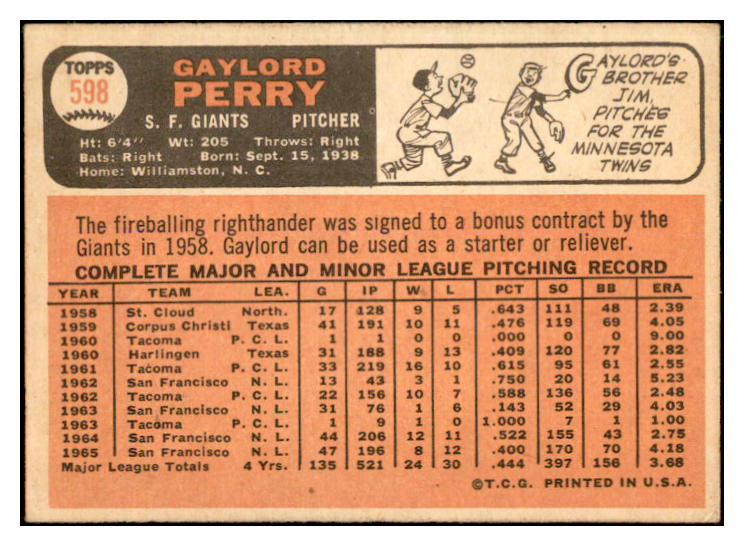 TOPPS
598
GAYLORD
PERRY
S. F. GIANTS PITCHER
Ht: 6'4" Wt: 205 Throws: Right
Bats: Right Born: Sept. 15, 1938
Home: Williamston, N. C.
GAYLORD'S
BROTHER
JIM,
PITCHES
FOR THE
MINNESOTA
TWINS
The fireballing righthander was signed to a bonus contract by the
Giants in 1958. Gaylord can be used as a starter or reliever.
COMPLETE MAJOR AND MINOR LEAGUE PITCHING RECORD
YEAR TEAM LEA. G IP W L PCT SO BB ERA
1958 St. Cloud North. 17 128 9 5 .643 111 48 2.39
1959 Corpus Christi Texas 41 191 10 11 .476 119 69 4.05
1960 Tacoma P. C. L. 1 1 0 0 .000 0 0 9.00
1960 Harlingen Texas 31 188 9 13 .409 120 77 2.82
1961 Tacoma P. C. L. 33 219 16 10 .615 95 61 2.55
1962 San Francisco N. L. 13 43 3 1 .750 20 14 5.23
1962 Tacoma P. C. L. 22 156 10 7 .588 136 56 2.48
1963 San Francisco N. L. 31 76 1 6 .143 52 29 4.03
1963 Tacoma P. C. L. 1 9 1 0 1.000 7 1 1.00
1964 San Francisco N. L. 44 206 12 11 .522 155 43 2.75
1965 San Francisco N. L. 47 196 8 12 .400 170 70 4.18
Major League Totals 4 Yrs. 135 521 24 30 .444 397 156 3.68
©T.C.G. PRINTED IN U.S.A.